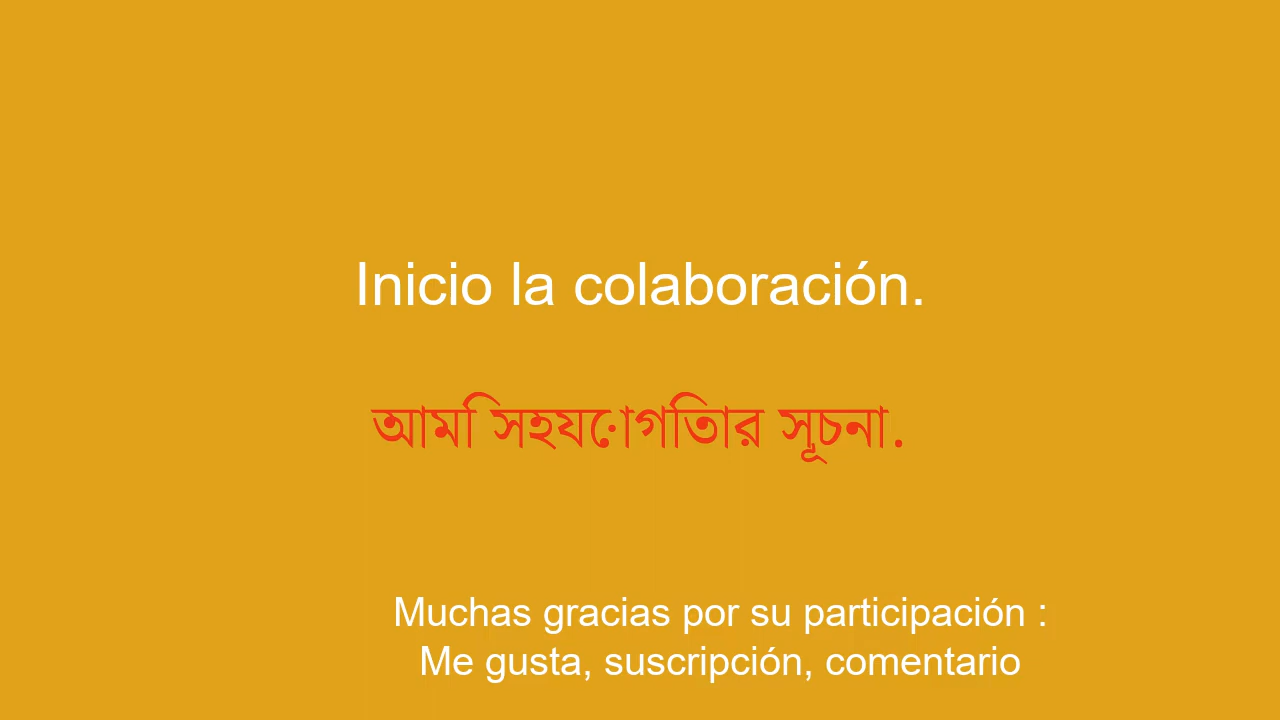 Inicio la colaboración.
আমি সহযোগিতার সূচনা.
Muchas gracias por su participación :
Me gusta, suscripción, comentario